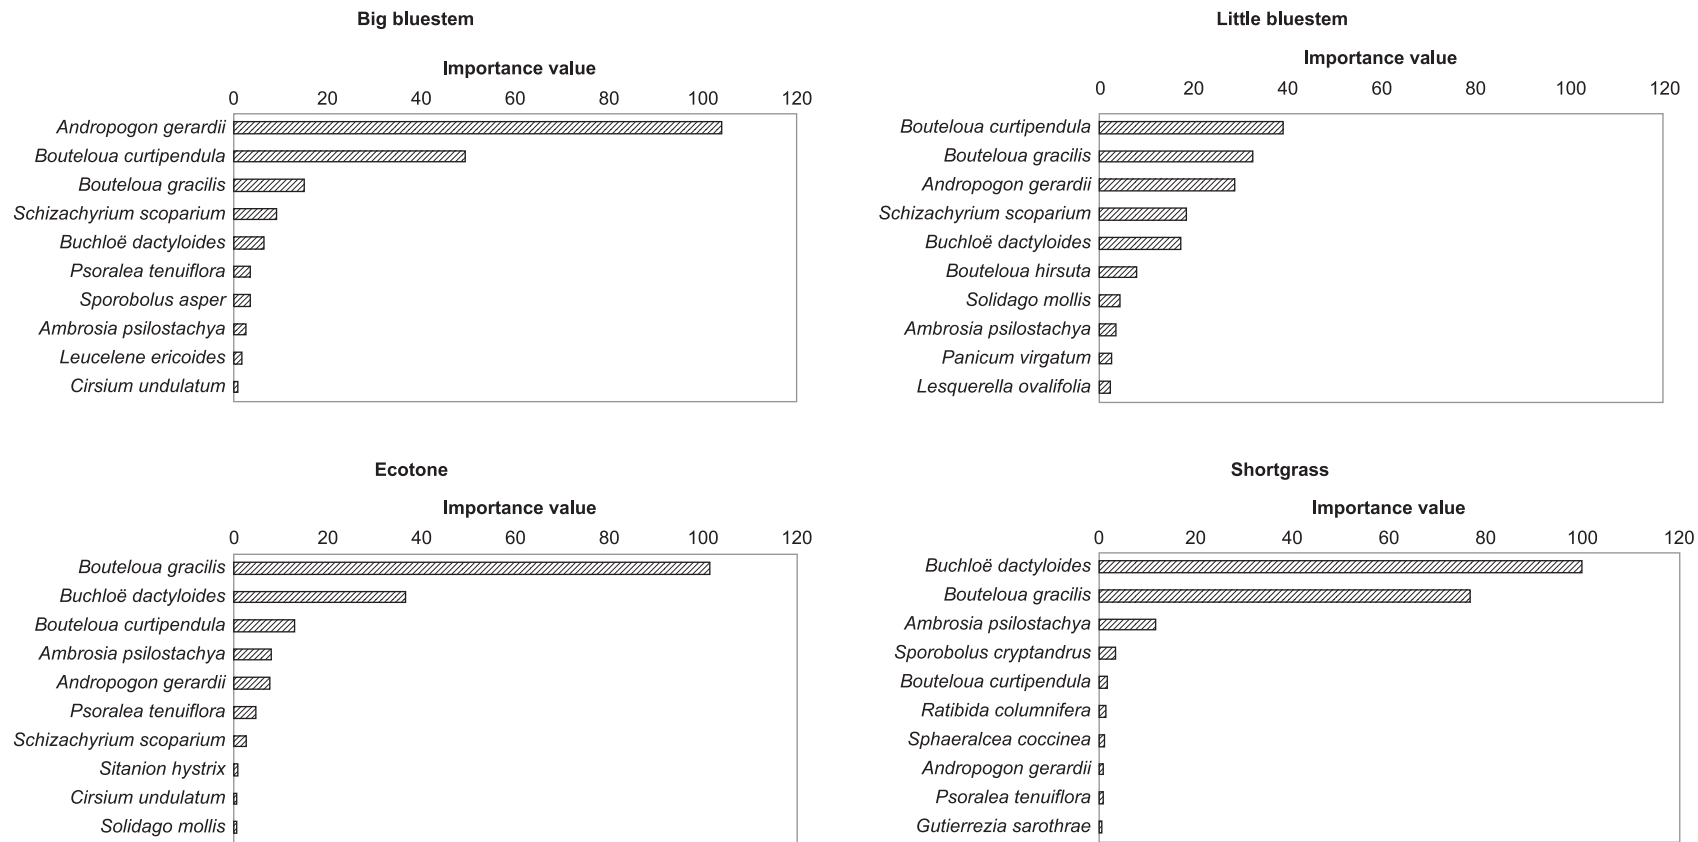 Big bluestem
Importance value
0 20 40 60 80 100 120
Andropogon gerardii
Bouteloua curtipendula
Bouteloua gracilis
Schizachyrium scoparium
Buchloë dactyloides
Psoralea tenuiflora
Sporobolus asper
Ambrosia psilostachya
Leucelene ericoides
Cirsium undulatum
Little bluestem
Importance value
0 20 40 60 80 100 120
Bouteloua curtipendula
Bouteloua gracilis
Andropogon gerardii
Schizachyrium scoparium
Buchloë dactyloides
Bouteloua hirsuta
Solidago mollis
Ambrosia psilostachya
Panicum virgatum
Lesquerella ovalifolia
Ecotone
Importance value
0 20 40 60 80 100 120
Bouteloua gracilis
Buchloë dactyloides
Bouteloua curtipendula
Ambrosia psilostachya
Andropogon gerardii
Psoralea tenuiflora
Schizachyrium scoparium
Sitanion hystrix
Cirsium undulatum
Solidago mollis
Shortgrass
Importance value
0 20 40 60 80 100 120
Buchloë dactyloides
Bouteloua gracilis
Ambrosia psilostachya
Sporobolus cryptandrus
Bouteloua curtipendula
Ratibida columnifera
Sphaeralcea coccinea
Andropogon gerardii
Psoralea tenuiflora
Gutierrezia sarothrae